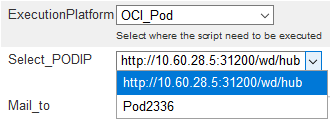 ExecutionPlatform OCI_Pod
Select where the script need to be executed
Select_PODIP http://10.60.28.5:31200/wd/hub
http://10.60.28.5:31200/wd/hub
Mail_to Pod2336